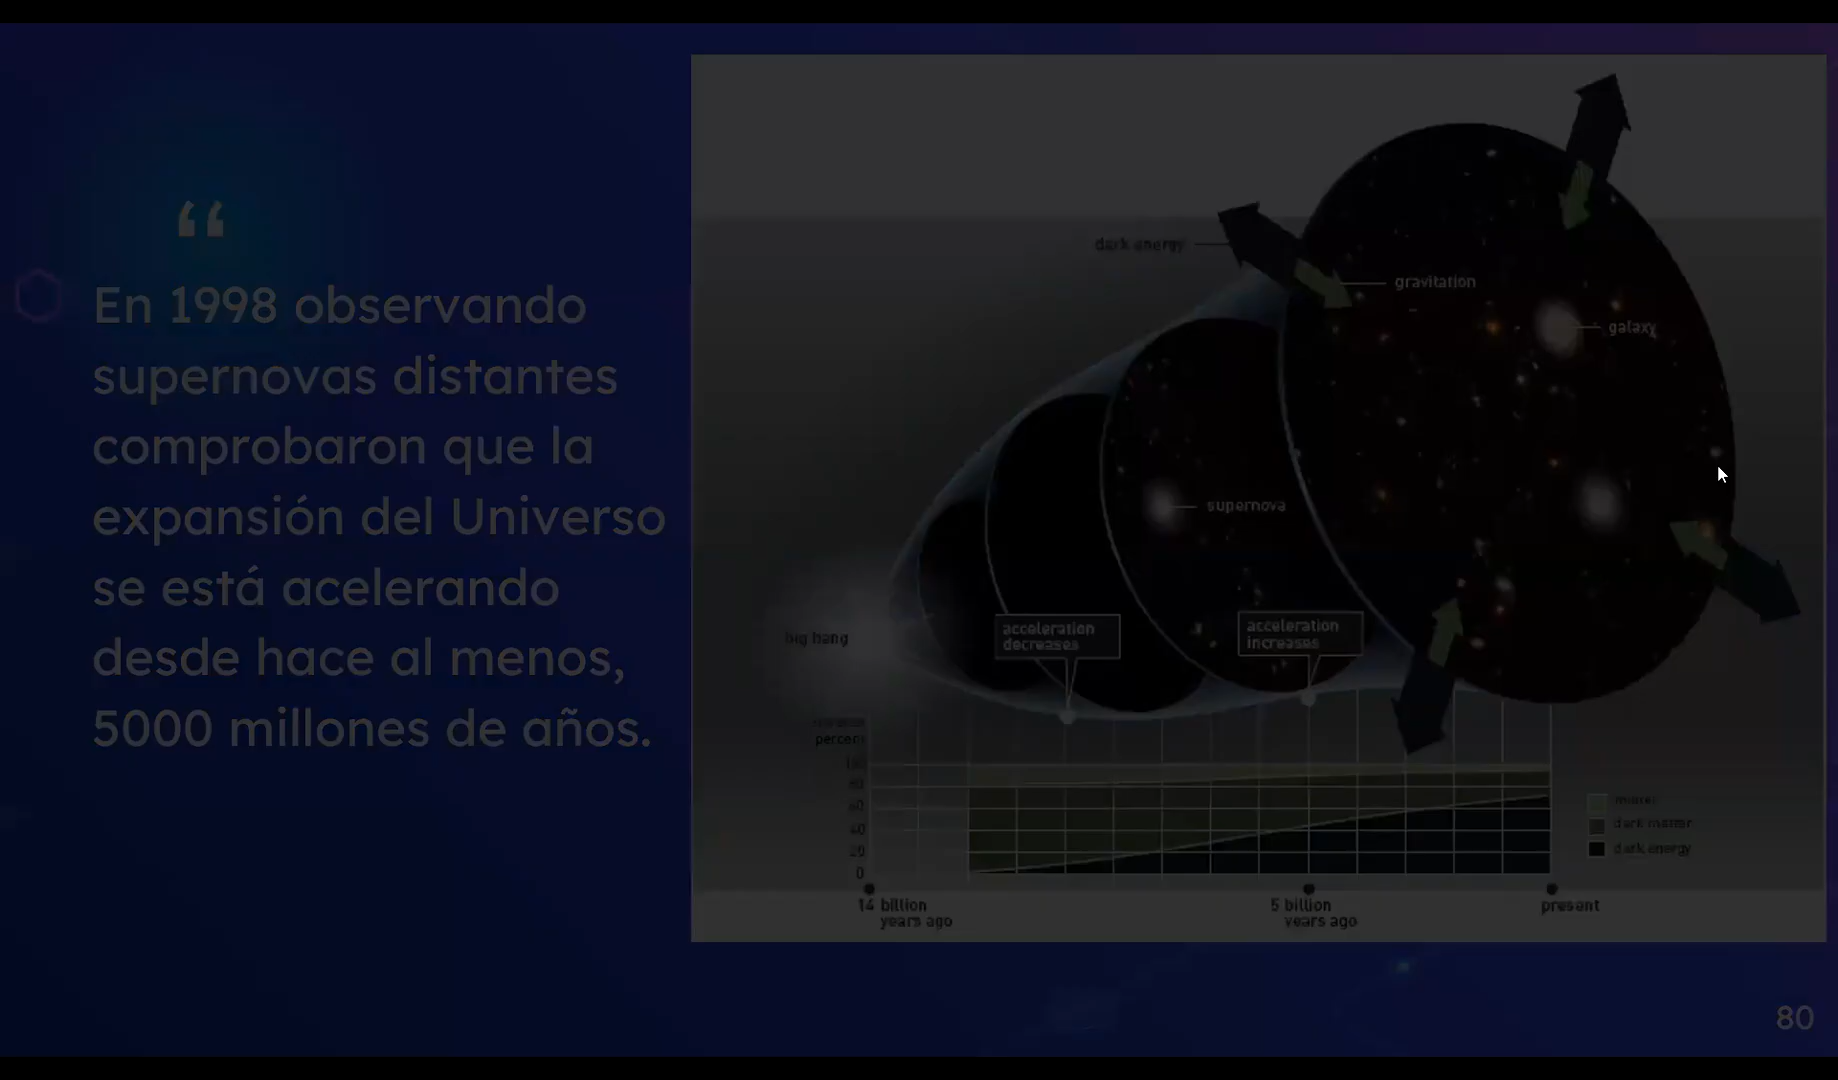 “
En 1998 observando
supernovas distantes
comprobaron que la
expansión del Universo
se está acelerando
desde hace al menos,
5000 millones de años.
dark energy
gravitation
galaxy
supernova
big bang
acceleration
decreases
acceleration
increases
percent
100
80
60
40
20
0
matter
dark matter
dark energy
14 billion
years ago
5 billion
years ago
present
80